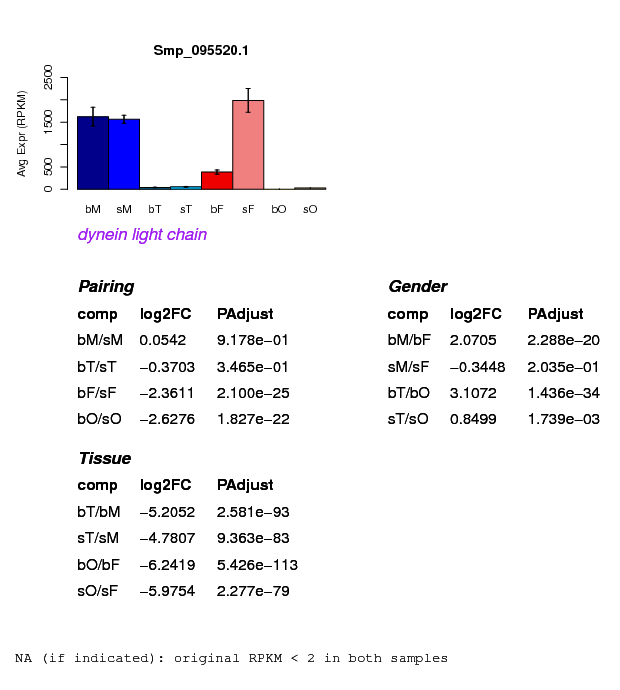 Smp_095520.1
Avg Expr (RPKM)
0 500 1500 2500
bM sM bT sT bF sF bO sO
dynein light chain
Pairing
comp log2FC PAdjust
bM/sM 0.0542 9.178e−01
bT/sT −0.3703 3.465e−01
bF/sF −2.3611 2.100e−25
bO/sO −2.6276 1.827e−22
Gender
comp log2FC PAdjust
bM/bF 2.0705 2.288e−20
sM/sF −0.3448 2.035e−01
bT/bO 3.1072 1.436e−34
sT/sO 0.8499 1.739e−03
Tissue
comp log2FC PAdjust
bT/bM −5.2052 2.581e−93
sT/sM −4.7807 9.363e−83
bO/bF −6.2419 5.426e−113
sO/sF −5.9754 2.277e−79
NA (if indicated): original RPKM < 2 in both samples